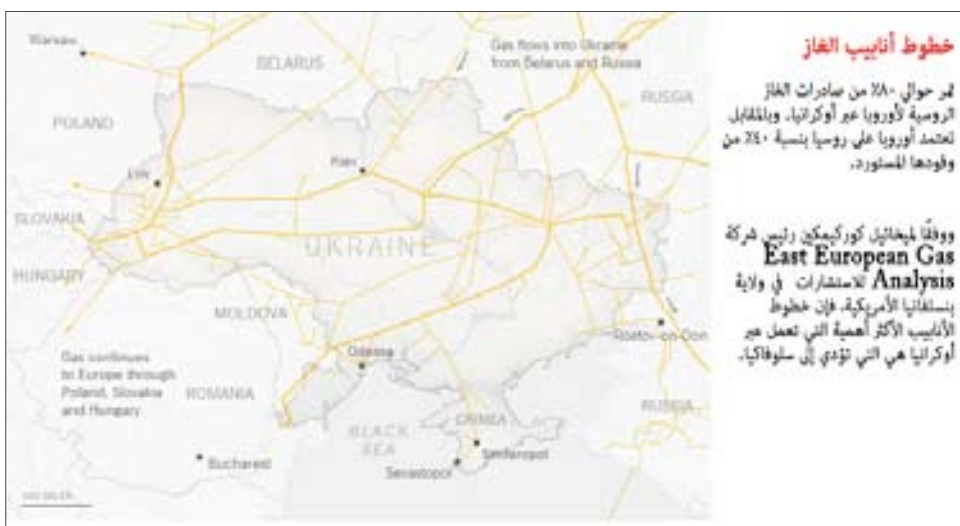 خطوط أنابيب الغاز
تمر حوالي ٨٠٪ من صادرات الغاز
الروسية لأوروبا عبر أوكرانيا. وبالمقابل
تعتمد أوروبا على روسيا بنسبة ٤٠٪ من
وقودها المستورد.
ووفقًا لميخائيل كوركيمكين رئيس شركة
East European Gas
Analysis للاستشارات في ولاية
بنسلفانيا الأمريكية، فإن خطوط
الأنابيب الأكثر أهمية التي تعمل عبر
أوكرانيا هي التي تؤدي إلى سلوفاكيا.
Warsaw
BELARUS
Gas flows into Ukraine
from Belarus and Russia
RUSSIA
POLAND
Lviv
Kiev
SLOVAKIA
UKRAINE
HUNGARY
MOLDOVA
Rostov-on-Don
Odessa
Gas continues
to Europe through
Poland, Slovakia
and Hungary
ROMANIA
RUSSIA
CRIMEA
BLACK
SEA
Simferopol
Bucharest
Sevastopol